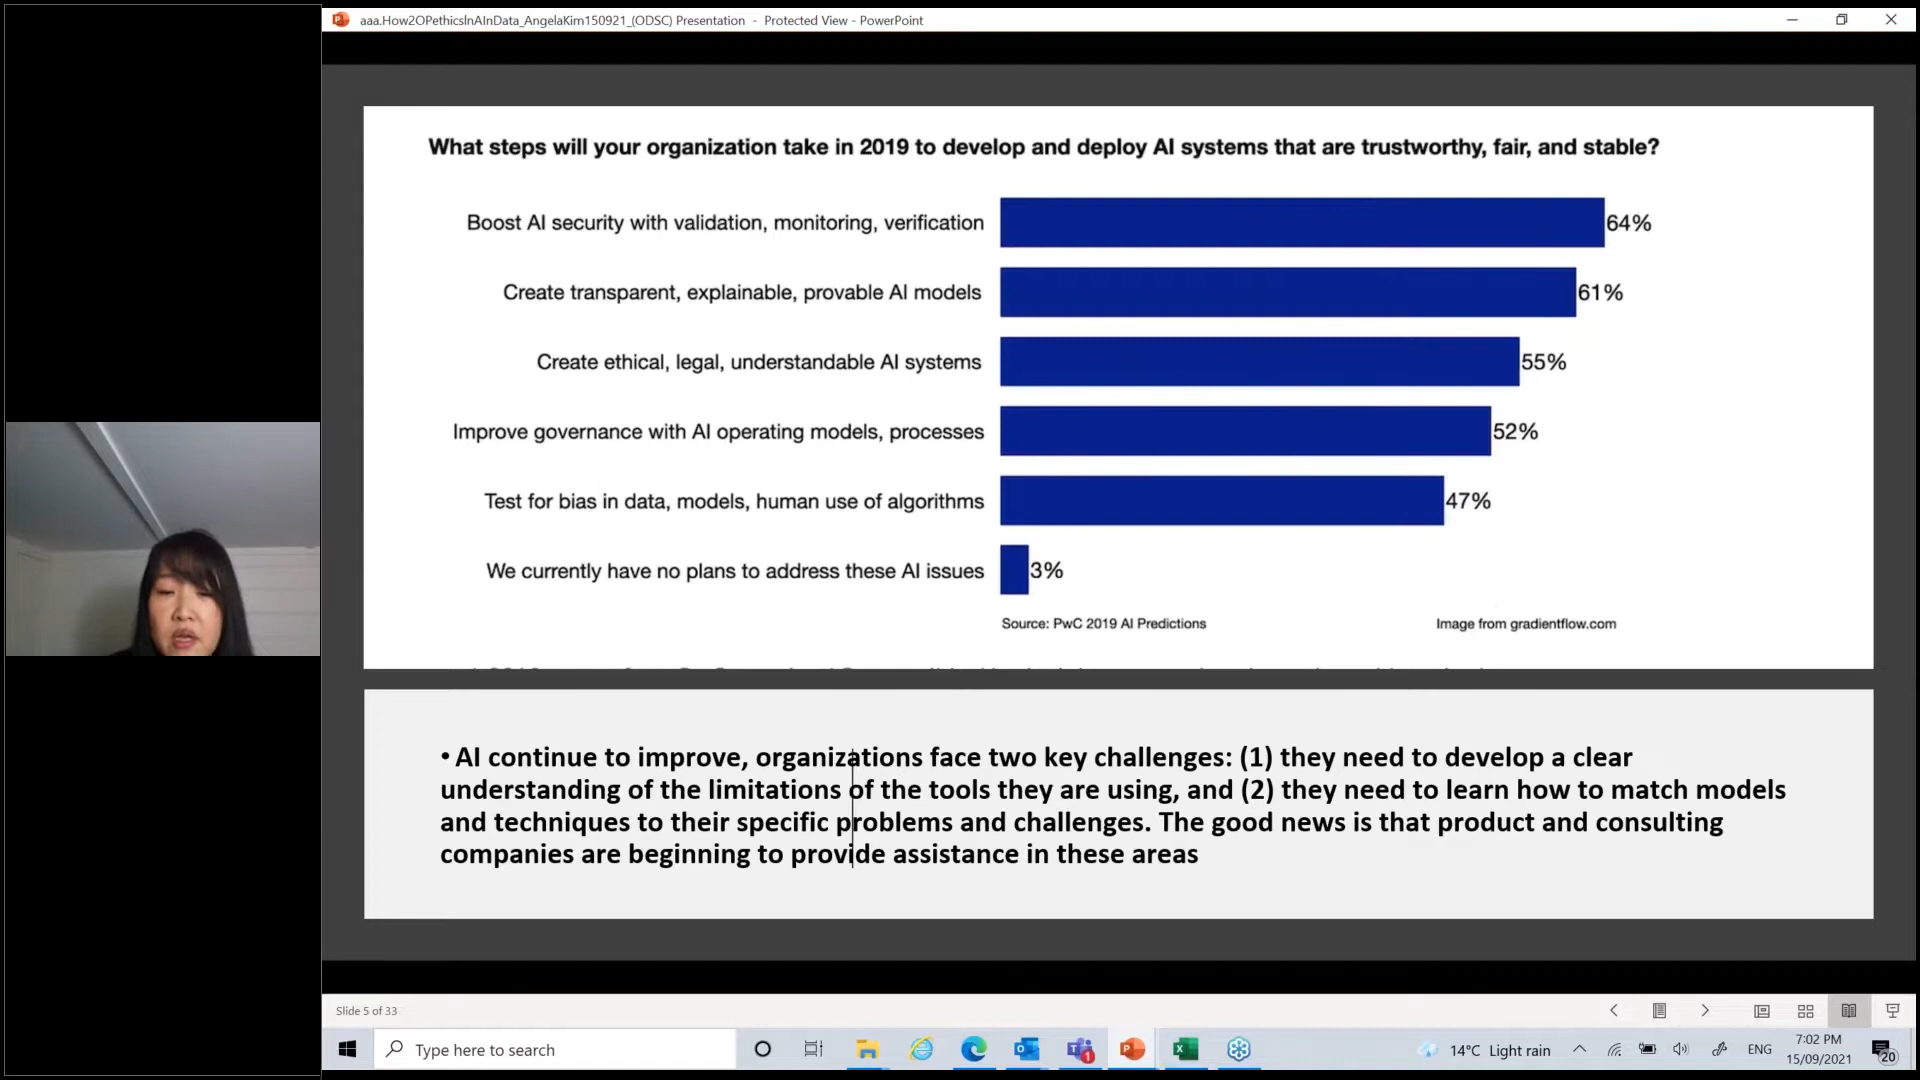 aaa.How2OPethicsInAInData_AngelaKim150921_(ODSC) Presentation - Protected View - PowerPoint
What steps will your organization take in 2019 to develop and deploy AI systems that are trustworthy, fair, and stable?
Boost AI security with validation, monitoring, verification 64%
Create transparent, explainable, provable AI models 61%
Create ethical, legal, understandable AI systems 55%
Improve governance with AI operating models, processes 52%
Test for bias in data, models, human use of algorithms 47%
We currently have no plans to address these AI issues 3%
Source: PwC 2019 AI Predictions Image from gradientflow.com
• AI continue to improve, organizations face two key challenges: (1) they need to develop a clear
understanding of the limitations of the tools they are using, and (2) they need to learn how to match models
and techniques to their specific problems and challenges. The good news is that product and consulting
companies are beginning to provide assistance in these areas
Slide 5 of 33
Type here to search
1
14°C Light rain
ENG
7:02 PM
15/09/2021
20